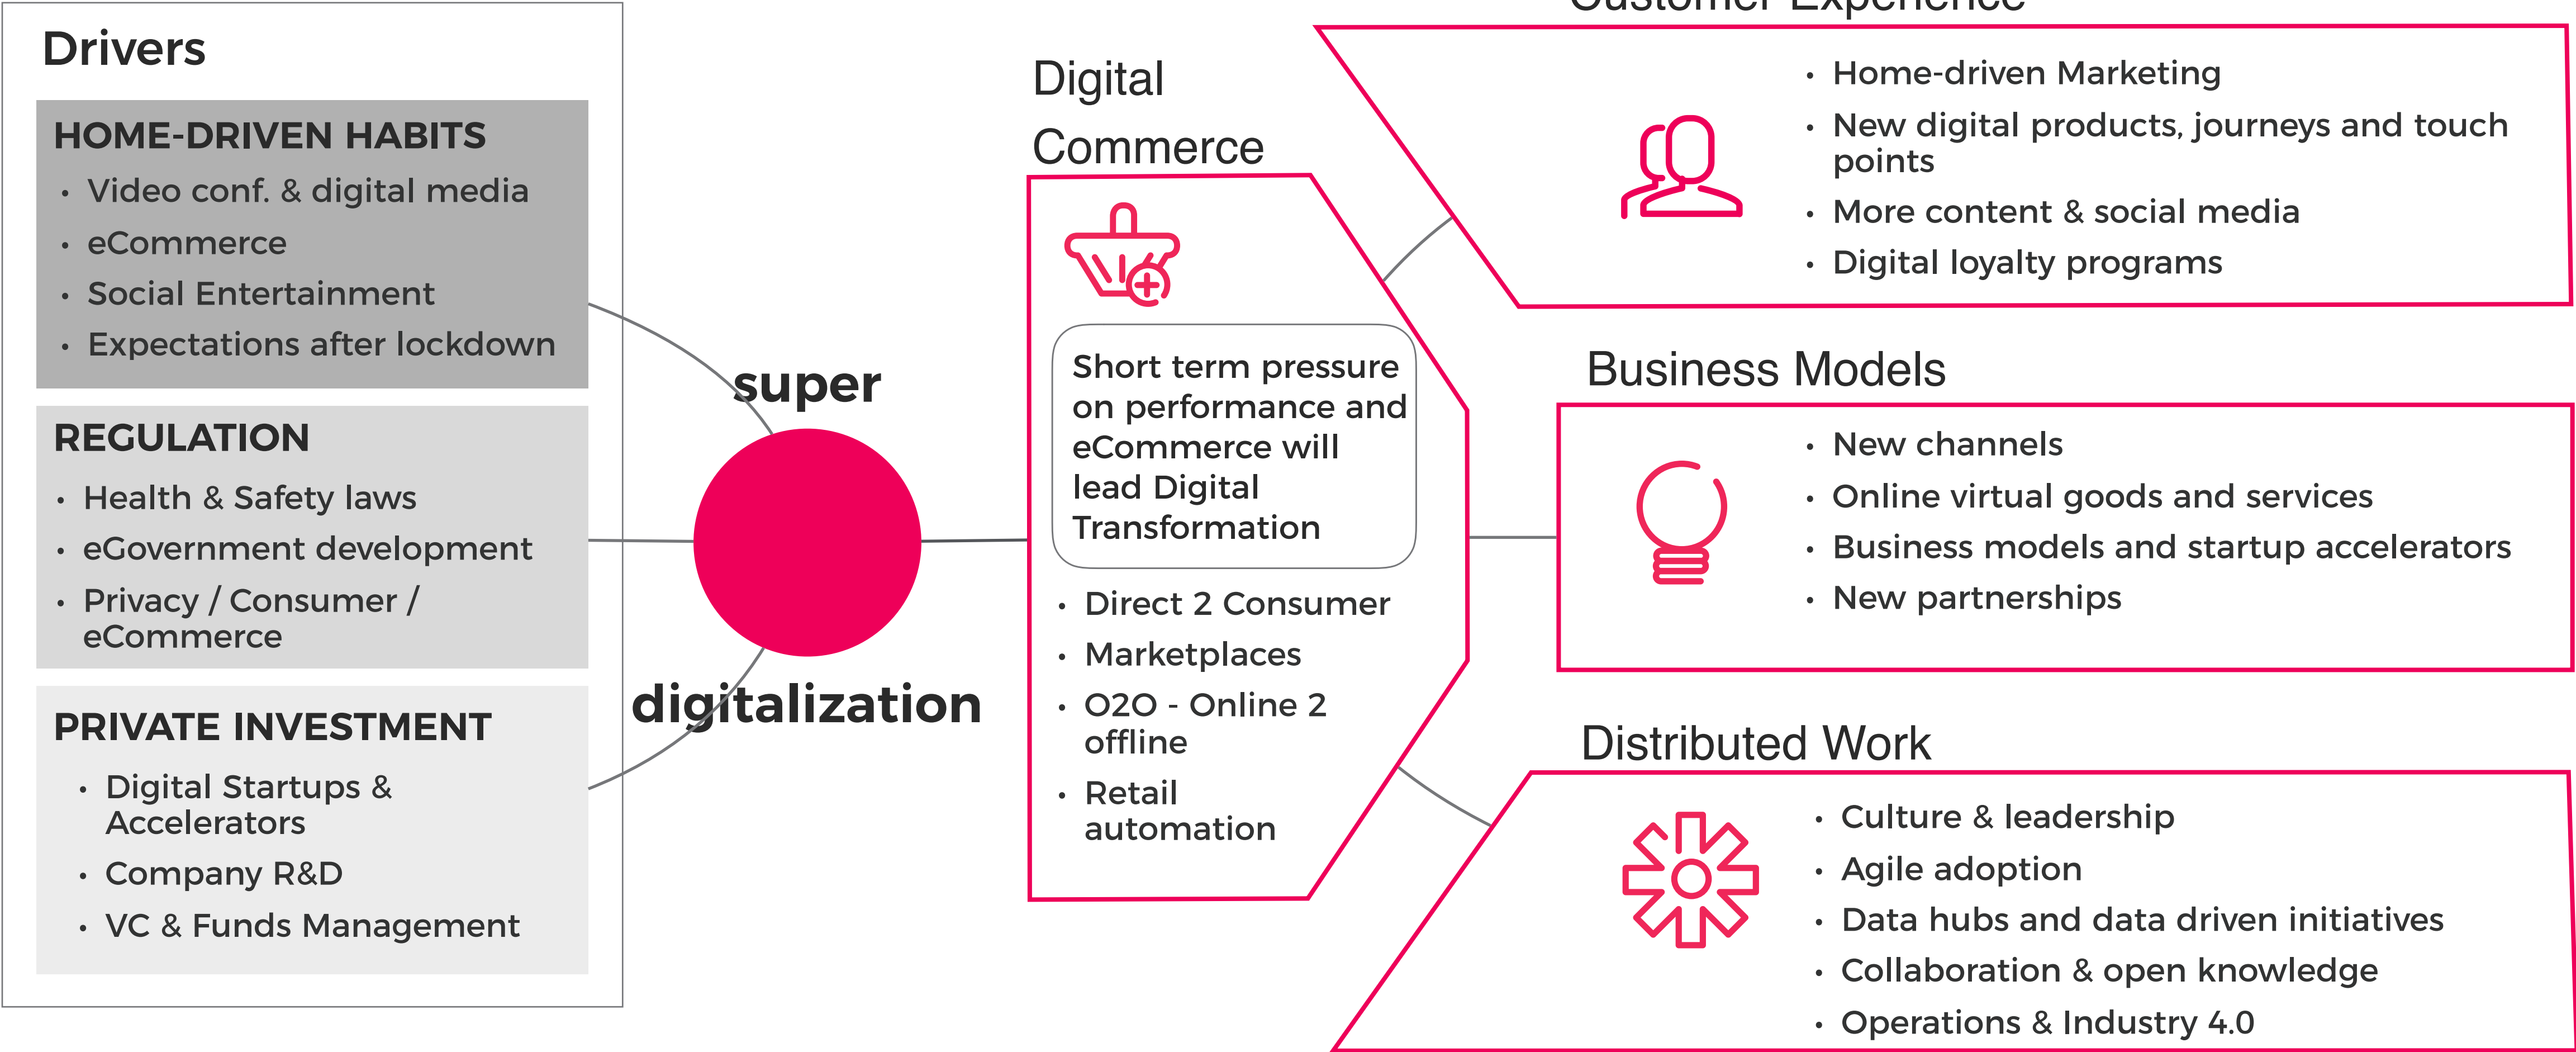 Drivers
HOME-DRIVEN HABITS
• Video conf. & digital media
• eCommerce
• Social Entertainment
• Expectations after lockdown
REGULATION
• Health & Safety laws
• eGovernment development
• Privacy / Consumer /
eCommerce
PRIVATE INVESTMENT
• Digital Startups &
Accelerators
• Company R&D
• VC & Funds Management
super
digitalization
Digital
Commerce
Short term pressure
on performance and
eCommerce will
lead Digital
Transformation
• Direct 2 Consumer
• Marketplaces
• O2O - Online 2
offline
• Retail
automation
Customer Experience
• Home-driven Marketing
• New digital products, journeys and touch
points
• More content & social media
• Digital loyalty programs
Business Models
• New channels
• Online virtual goods and services
• Business models and startup accelerators
• New partnerships
Distributed Work
• Culture & leadership
• Agile adoption
• Data hubs and data driven initiatives
• Collaboration & open knowledge
• Operations & Industry 4.0